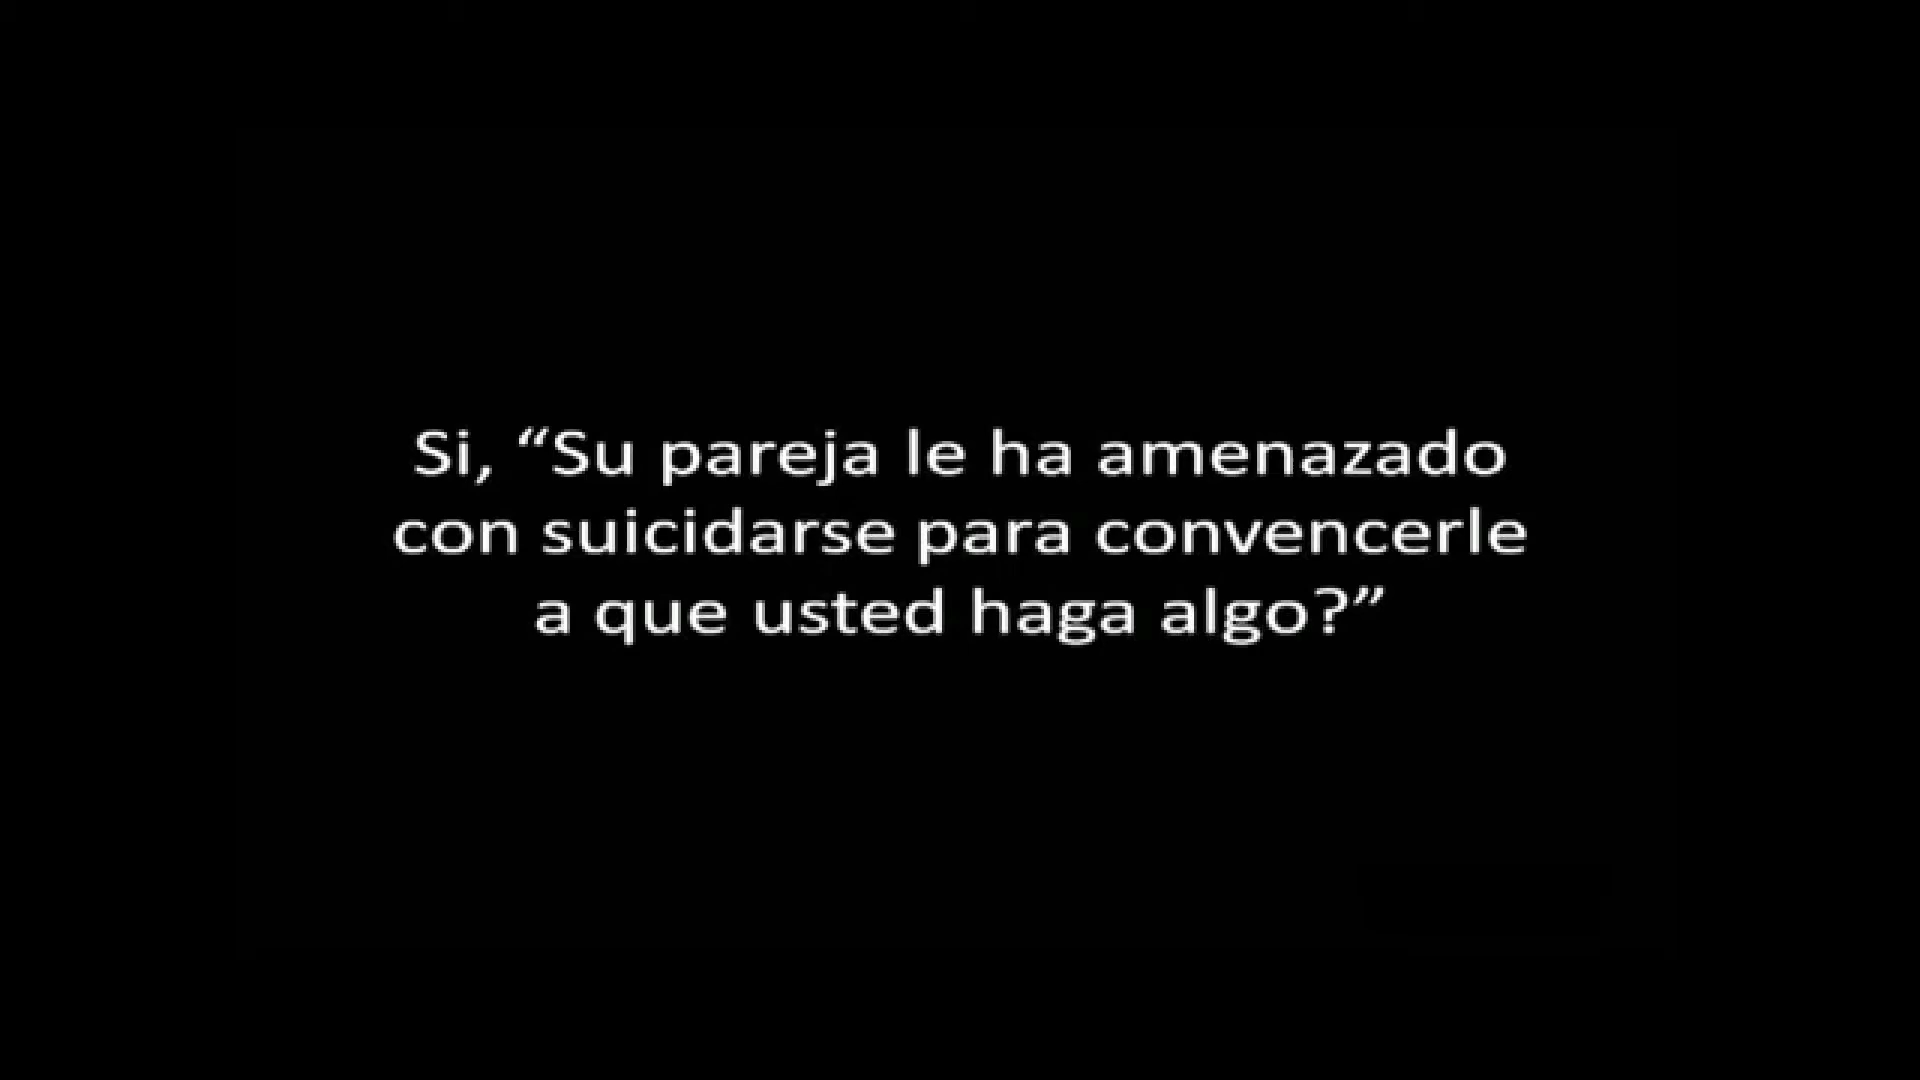 Si, “Su pareja le ha amenazado
con suicidarse para convencerle
a que usted haga algo?”